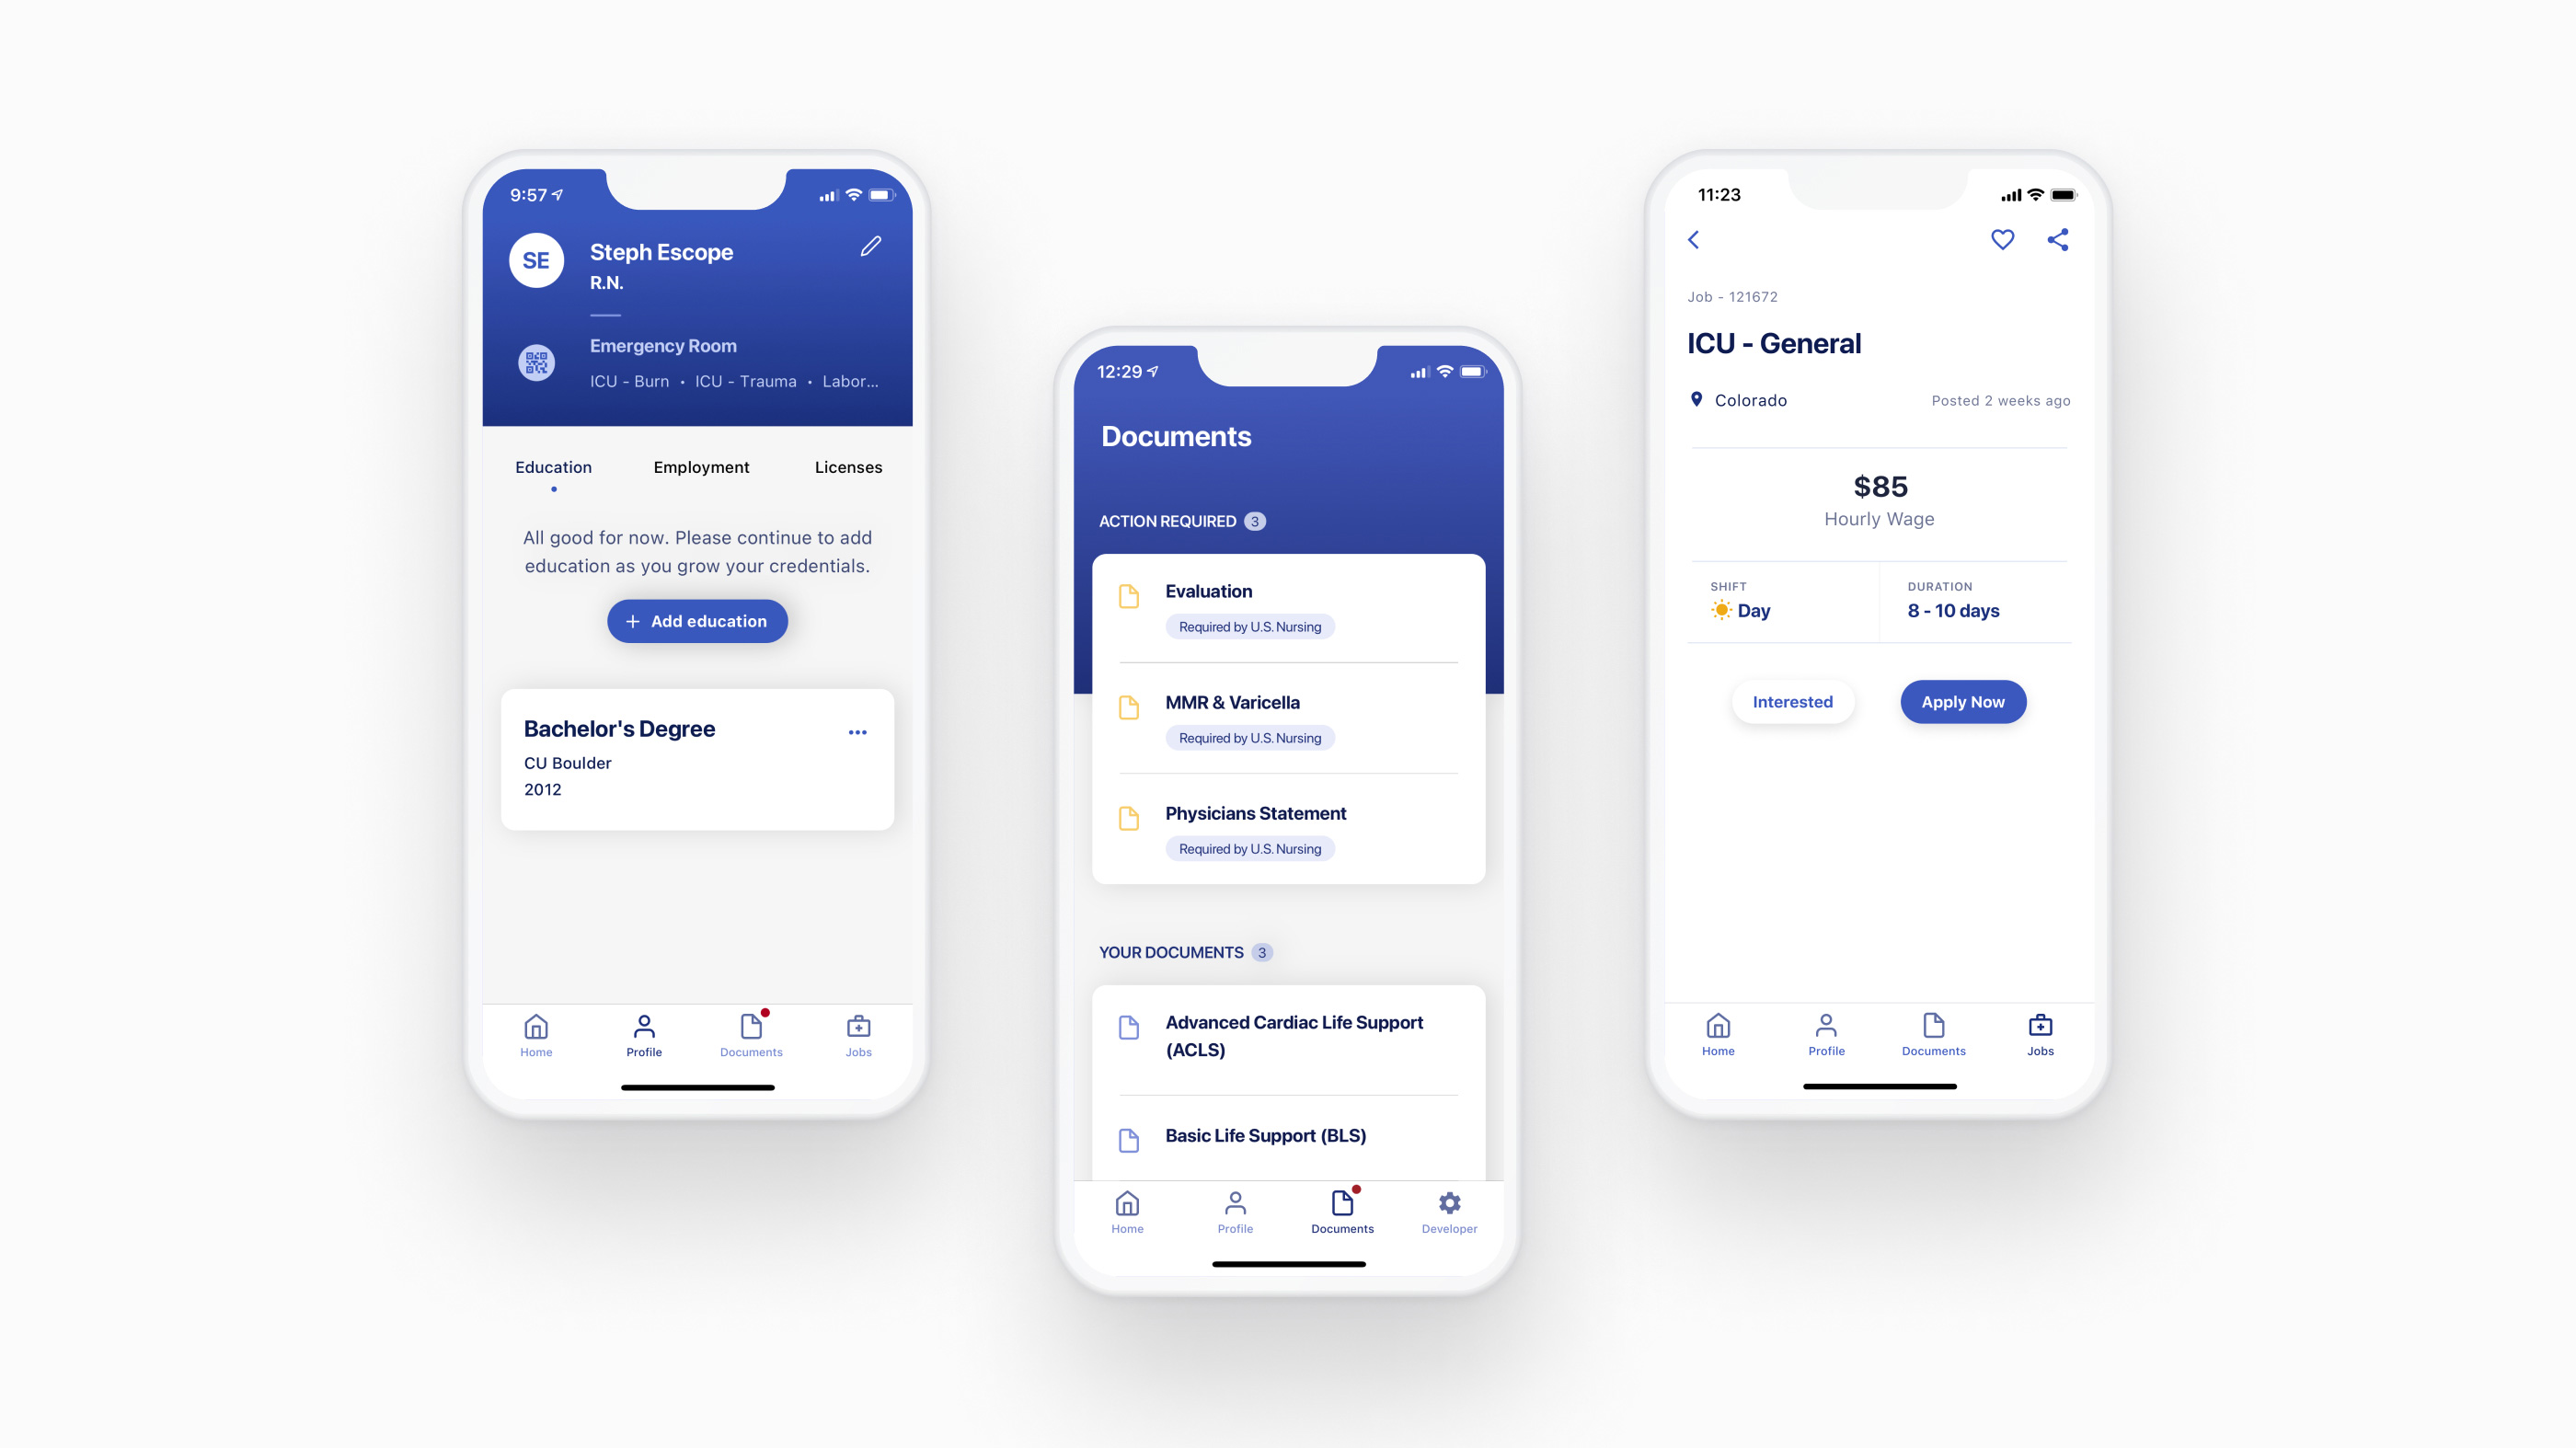 9:57
SE
Steph Escope
R.N.
Emergency Room
ICU - Burn • ICU - Trauma • Labor...
Education Employment Licenses
All good for now. Please continue to add
education as you grow your credentials.
+ Add education
Bachelor's Degree
CU Boulder
2012
Home Profile Documents Jobs
12:29
Documents
ACTION REQUIRED 3
Evaluation
Required by U.S. Nursing
MMR & Varicella
Required by U.S. Nursing
Physicians Statement
Required by U.S. Nursing
YOUR DOCUMENTS 3
Advanced Cardiac Life Support
(ACLS)
Basic Life Support (BLS)
Home Profile Documents Developer
11:23
Job - 121672
ICU - General
Colorado Posted 2 weeks ago
$85
Hourly Wage
SHIFT DURATION
Day 8 - 10 days
Interested Apply Now
Home Profile Documents Jobs